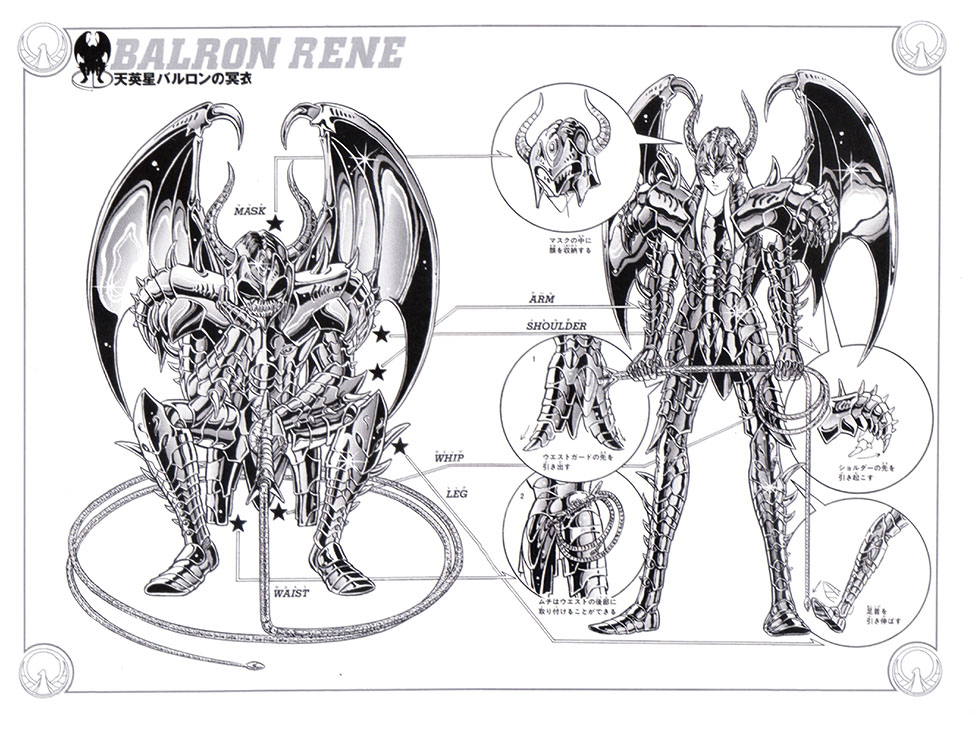 BALRON RENE
天英星バルロンの冥衣
MASK
マスクの中に
顔を収納する
ARM
SHOULDER
1
ウエストガードの先を
引き出す
ショルダーの先を
引き起こす
WHIP
LEG
2
ムチはウエストの後部に
取り付けることができる
WAIST
足首を
引き伸ばす